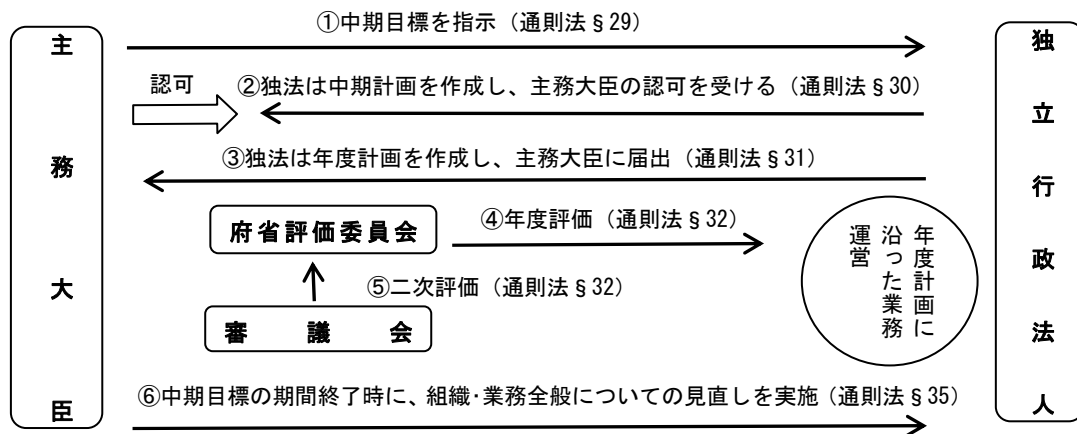 ①中期目標を指示（通則法§29）
主務大臣
独立行政法人
認可
②独法は中期計画を作成し、主務大臣の認可を受ける（通則法§30）
③独法は年度計画を作成し、主務大臣に届出（通則法§31）
府省評価委員会
④年度評価（通則法§32）
年度計画に
沿った業務
運営
⑤二次評価（通則法§32）
審議会
⑥中期目標の期間終了時に、組織・業務全般についての見直しを実施（通則法§35）